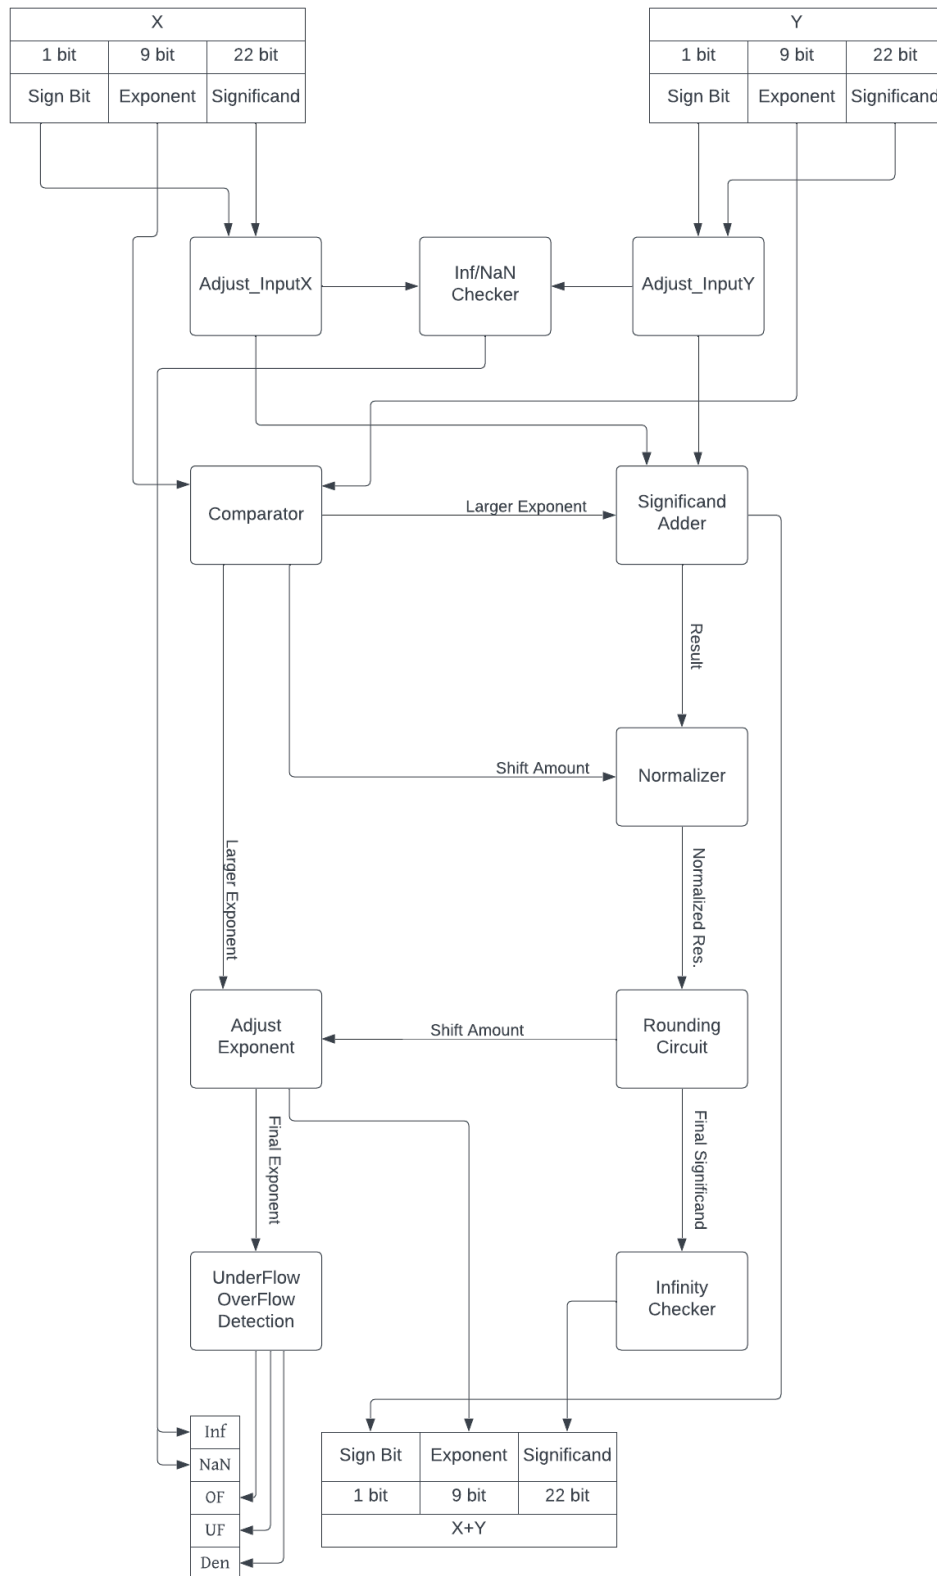 X
1 bit 9 bit 22 bit
Sign Bit Exponent Significand
Y
1 bit 9 bit 22 bit
Sign Bit Exponent Significand
Adjust_InputX
Inf/NaN
Checker
Adjust_InputY
Comparator
Larger Exponent
Significand
Adder
Result
Shift Amount
Normalizer
Larger Exponent
Normalized Res.
Adjust
Exponent
Shift Amount
Rounding
Circuit
Final Exponent
Final Significand
UnderFlow
OverFlow
Detection
Infinity
Checker
Inf
NaN
OF
UF
Den
Sign Bit Exponent Significand
1 bit 9 bit 22 bit
X+Y